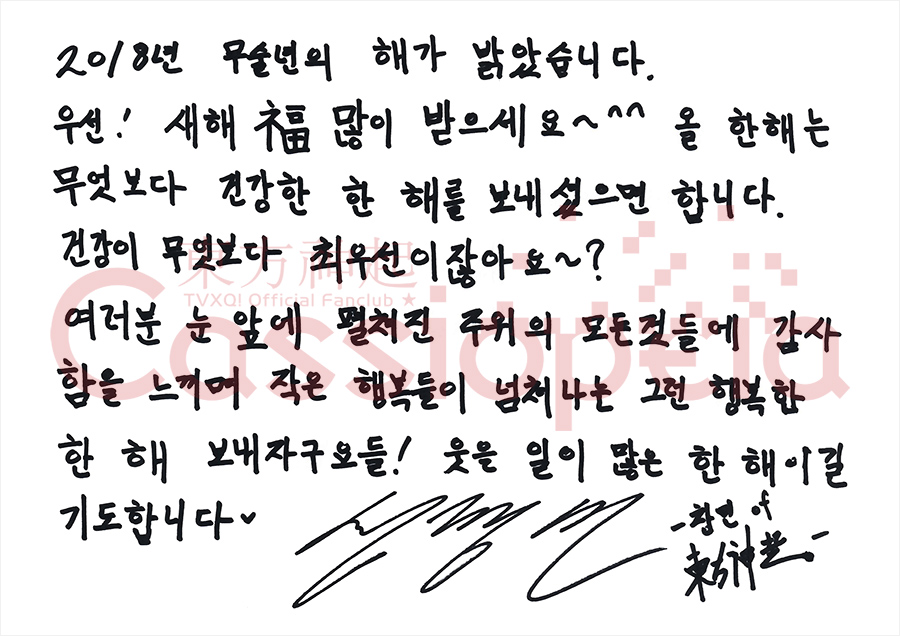 2018년 무술년의 해가 밝았습니다.
우선! 새해 福 많이 받으세요~^^ 올 한해는
무엇보다 건강한 한 해를 보내셨으면 합니다.
건강이 무엇보다 최우선이잖아요~?
東方神起
TVXQ! Official Fanclub ★
Cassiopeia
여러분 눈 앞에 펼쳐진 주위의 모든것들에 감사
함을 느끼며 작은 행복들이 넘쳐나는 그런 행복한
한 해 보내자구요들! 웃을 일이 많은 한 해이길
기도합니다♥
-창민 of
東方神起-